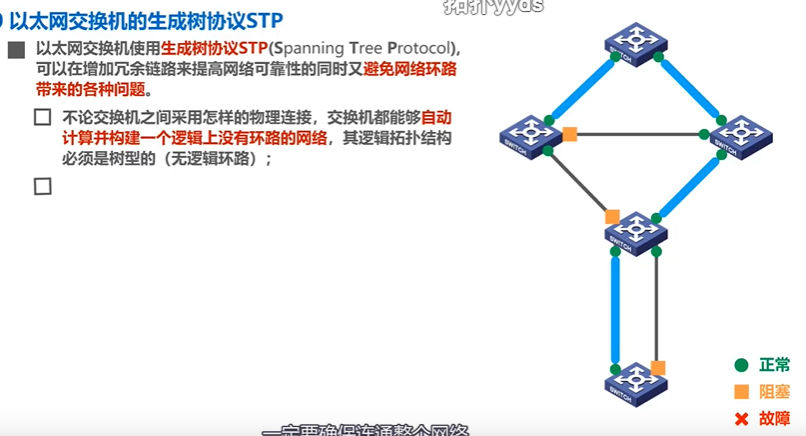 拓扑yyds
以太网交换机的生成树协议STP
以太网交换机使用生成树协议STP(Spanning Tree Protocol),
可以在增加冗余链路来提高网络可靠性的同时又避免网络环路
带来的各种问题。
不论交换机之间采用怎样的物理连接，交换机都能够自动
计算并构建一个逻辑上没有环路的网络，其逻辑拓扑结构
必须是树型的（无逻辑环路）；
SWITCH
SWITCH
SWITCH
SWITCH
SWITCH
正常
阻塞
故障
一定要确保连通整个网络